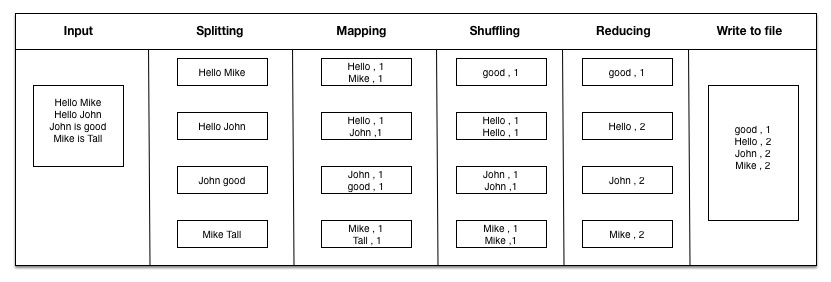 Input
Splitting
Mapping
Shuffling
Reducing
Write to file
Hello Mike
Hello John
John is good
Mike is Tall
Hello Mike
Hello John
John good
Mike Tall
Hello , 1
Mike , 1
Hello , 1
John ,1
John , 1
good , 1
Mike , 1
Tall , 1
good , 1
Hello , 1
Hello , 1
John , 1
John ,1
Mike , 1
Mike ,1
good , 1
Hello , 2
John , 2
Mike , 2
good , 1
Hello , 2
John , 2
Mike , 2